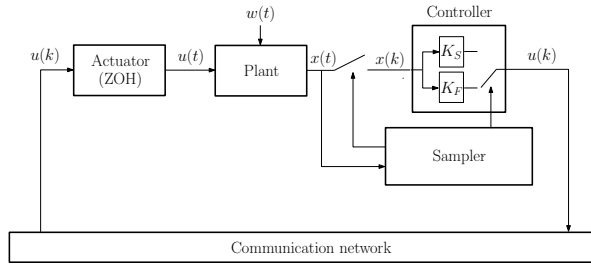 w(t)
Controller
u(k)
Actuator
(ZOH)
u(t)
Plant
x(t)
x(k)
K_S
K_F
u(k)
Sampler
Communication network